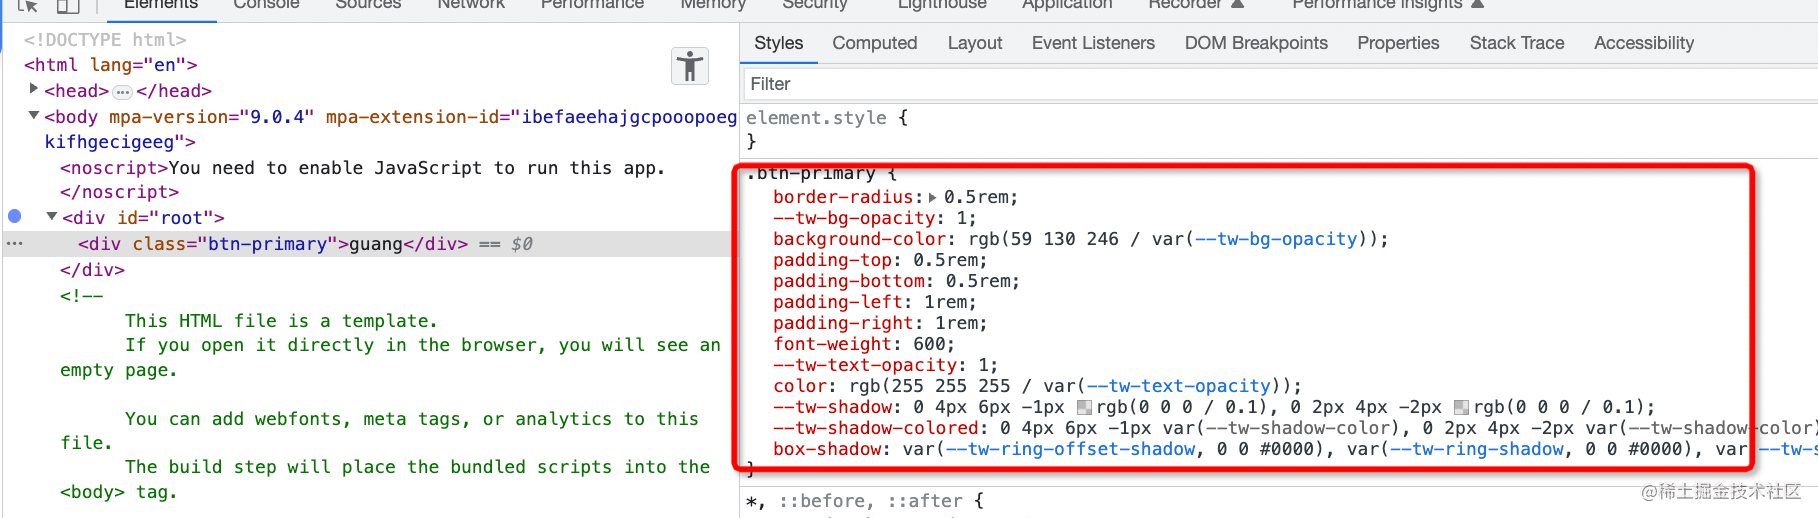 Elements Console Sources Network Performance Memory Security Lighthouse Application Recorder Performance insights
<!DOCTYPE html>
<html lang="en">
<head> ... </head>
<body mpa-version="9.0.4" mpa-extension-id="ibefaeehajgcpooopoeg
kifhgecigeeg">
<noscript>You need to enable JavaScript to run this app.
</noscript>
<div id="root">
... <div class="btn-primary">guang</div> == $0
</div>
<!--
This HTML file is a template.
If you open it directly in the browser, you will see an
empty page.
You can add webfonts, meta tags, or analytics to this
file.
The build step will place the bundled scripts into the
<body> tag.
Styles Computed Layout Event Listeners DOM Breakpoints Properties Stack Trace Accessibility
Filter
element.style {
}
.btn-primary {
border-radius: 0.5rem;
--tw-bg-opacity: 1;
background-color: rgb(59 130 246 / var(--tw-bg-opacity));
padding-top: 0.5rem;
padding-bottom: 0.5rem;
padding-left: 1rem;
padding-right: 1rem;
font-weight: 600;
--tw-text-opacity: 1;
color: rgb(255 255 255 / var(--tw-text-opacity));
--tw-shadow: 0 4px 6px -1px rgb(0 0 0 / 0.1), 0 2px 4px -2px rgb(0 0 0 / 0.1);
--tw-shadow-colored: 0 4px 6px -1px var(--tw-shadow-color), 0 2px 4px -2px var(--tw-shadow-color)
box-shadow: var(--tw-ring-offset-shadow, 0 0 #0000), var(--tw-ring-shadow, 0 0 #0000), var(--tw-s
}
*, ::before, ::after {
@稀土掘金技术社区